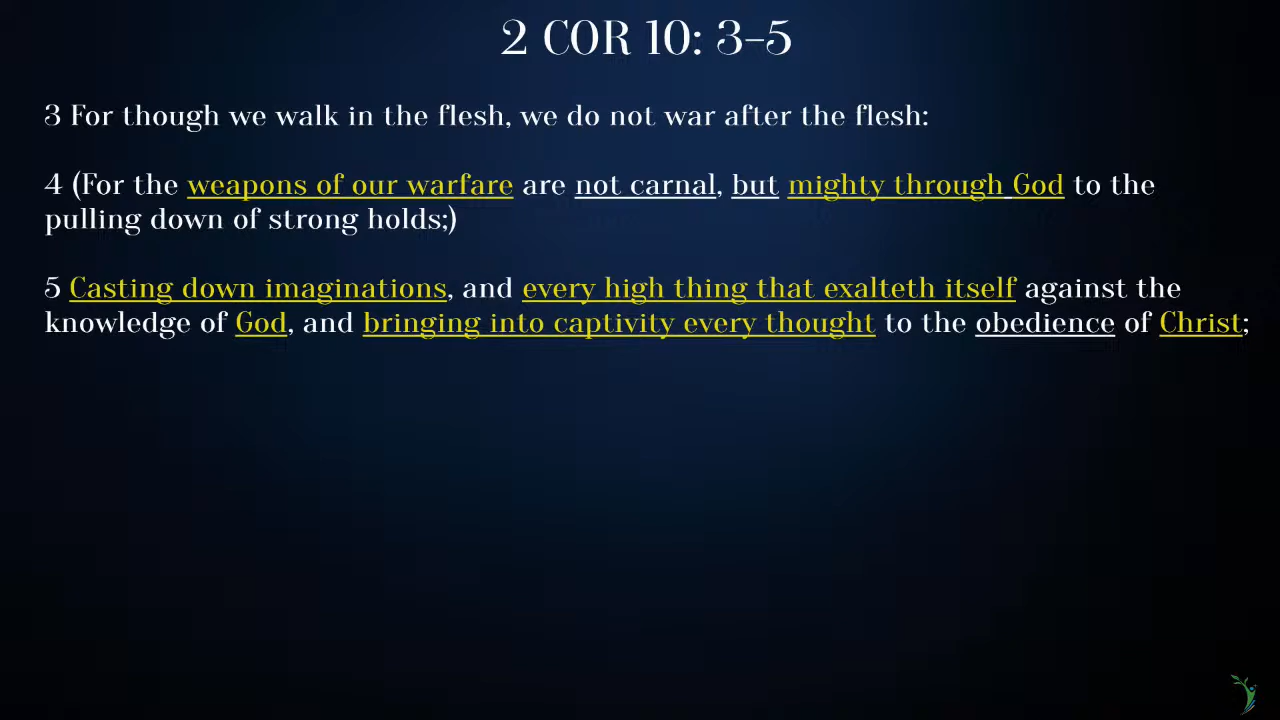 2 COR 10: 3-5
3 For though we walk in the flesh, we do not war after the flesh:
4 (For the weapons of our warfare are not carnal, but mighty through God to the
pulling down of strong holds;)
5 Casting down imaginations, and every high thing that exalteth itself against the
knowledge of God, and bringing into captivity every thought to the obedience of Christ;